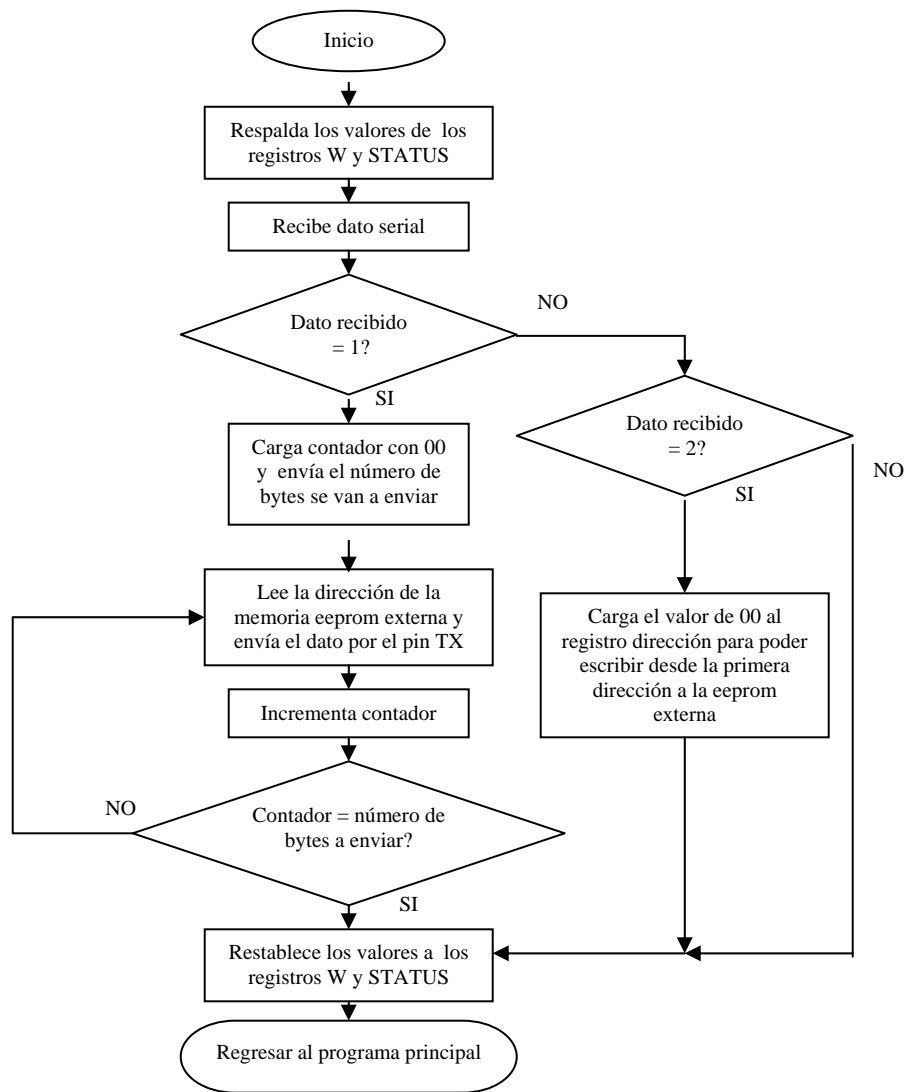 Inicio
Respalda los valores de los
registros W y STATUS
Recibe dato serial
Dato recibido
= 1?
NO
SI
Carga contador con 00
y envía el número de
bytes se van a enviar
Dato recibido
= 2?
NO
SI
Lee la dirección de la
memoria eeprom externa y
envía el dato por el pin TX
Carga el valor de 00 al
registro dirección para poder
escribir desde la primera
dirección a la eeprom
externa
Incrementa contador
Contador = número de
bytes a enviar?
NO
SI
Restablece los valores a los
registros W y STATUS
Regresar al programa principal